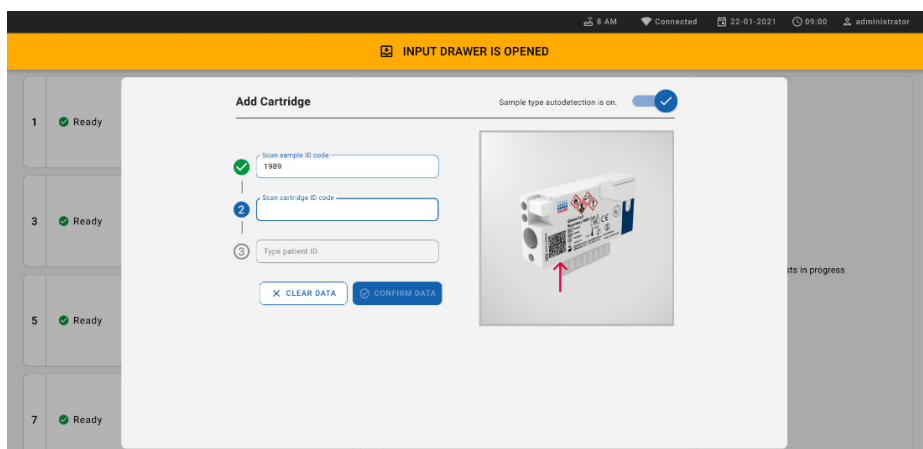 8 AM Connected 22-01-2021 09:00 administrator
INPUT DRAWER IS OPENED
Add Cartridge
Sample type autodetection is on.
1 Ready
Scan sample ID code
1989
Scan cartridge ID code
2
3 Ready
3 Type patient ID
sts in progress
CLEAR DATA CONFIRM DATA
5 Ready
7 Ready